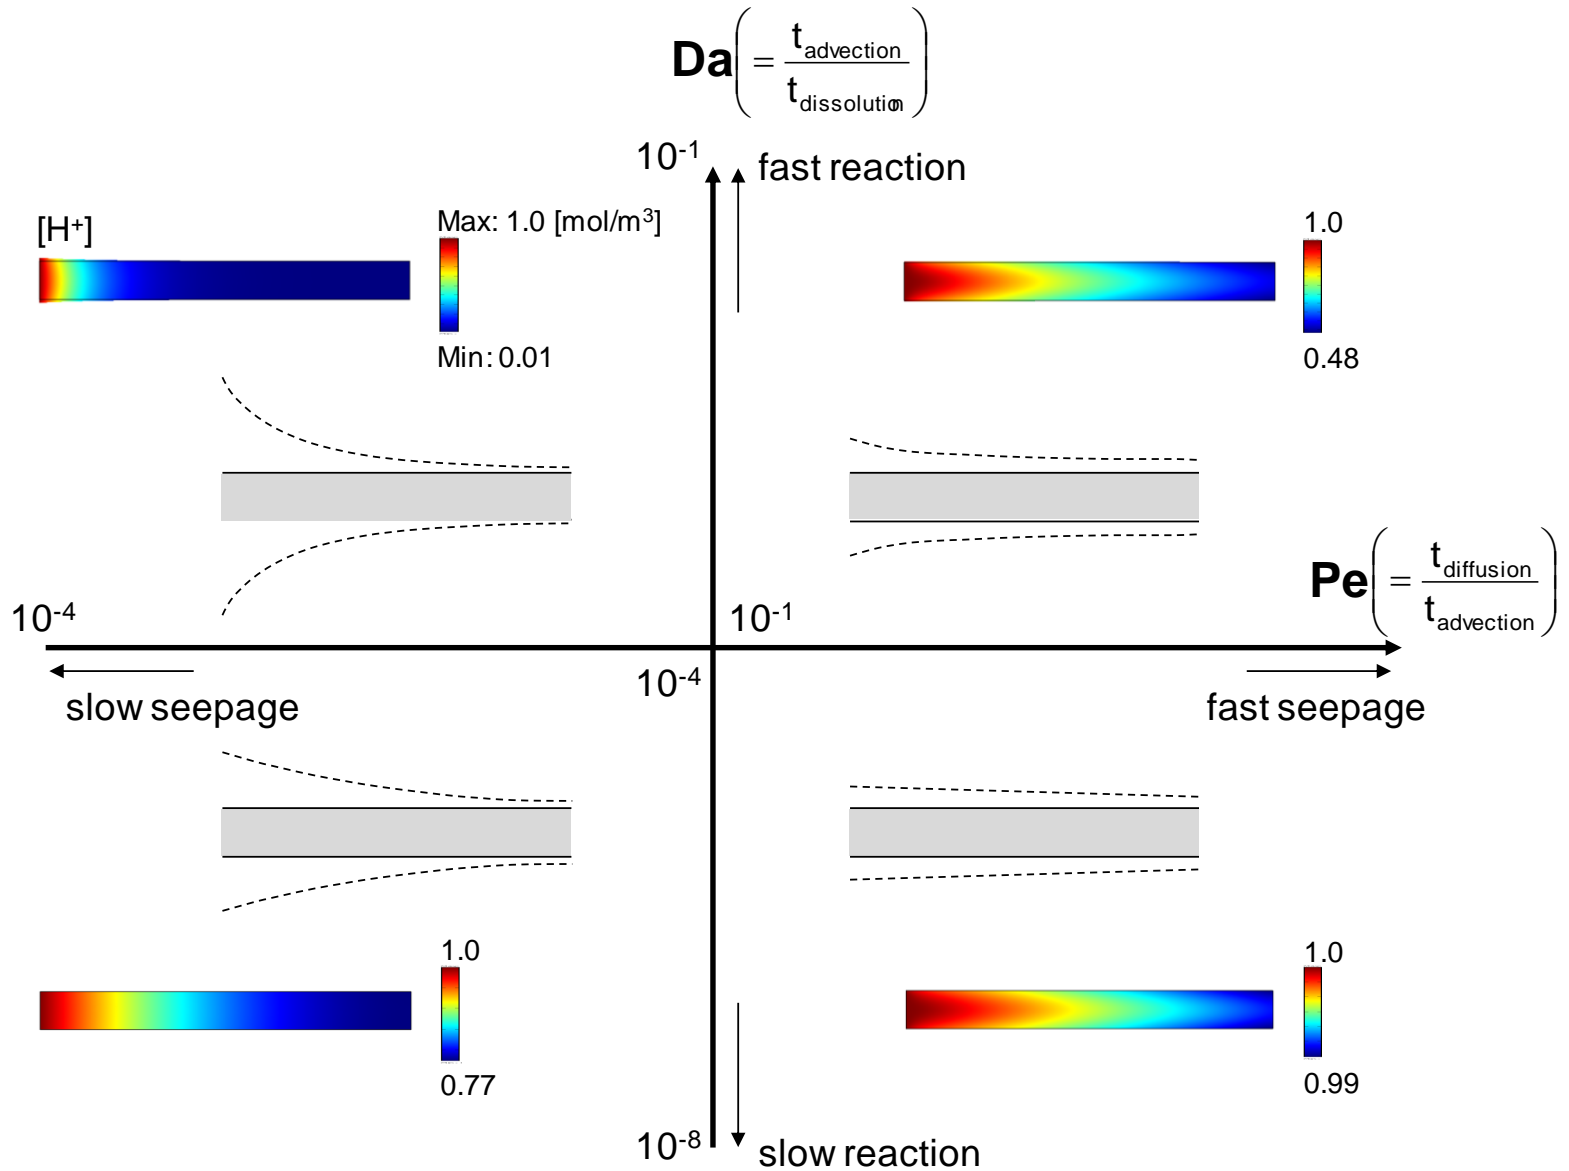 Da ( = t_advection / t_dissolution )
10^-1 fast reaction
[H+] Max: 1.0 [mol/m^3] 1.0
Min: 0.01 0.48
Pe ( = t_diffusion / t_advection )
10^-4 10^-1
10^-4
slow seepage fast seepage
1.0 1.0
0.77 0.99
10^-8 slow reaction